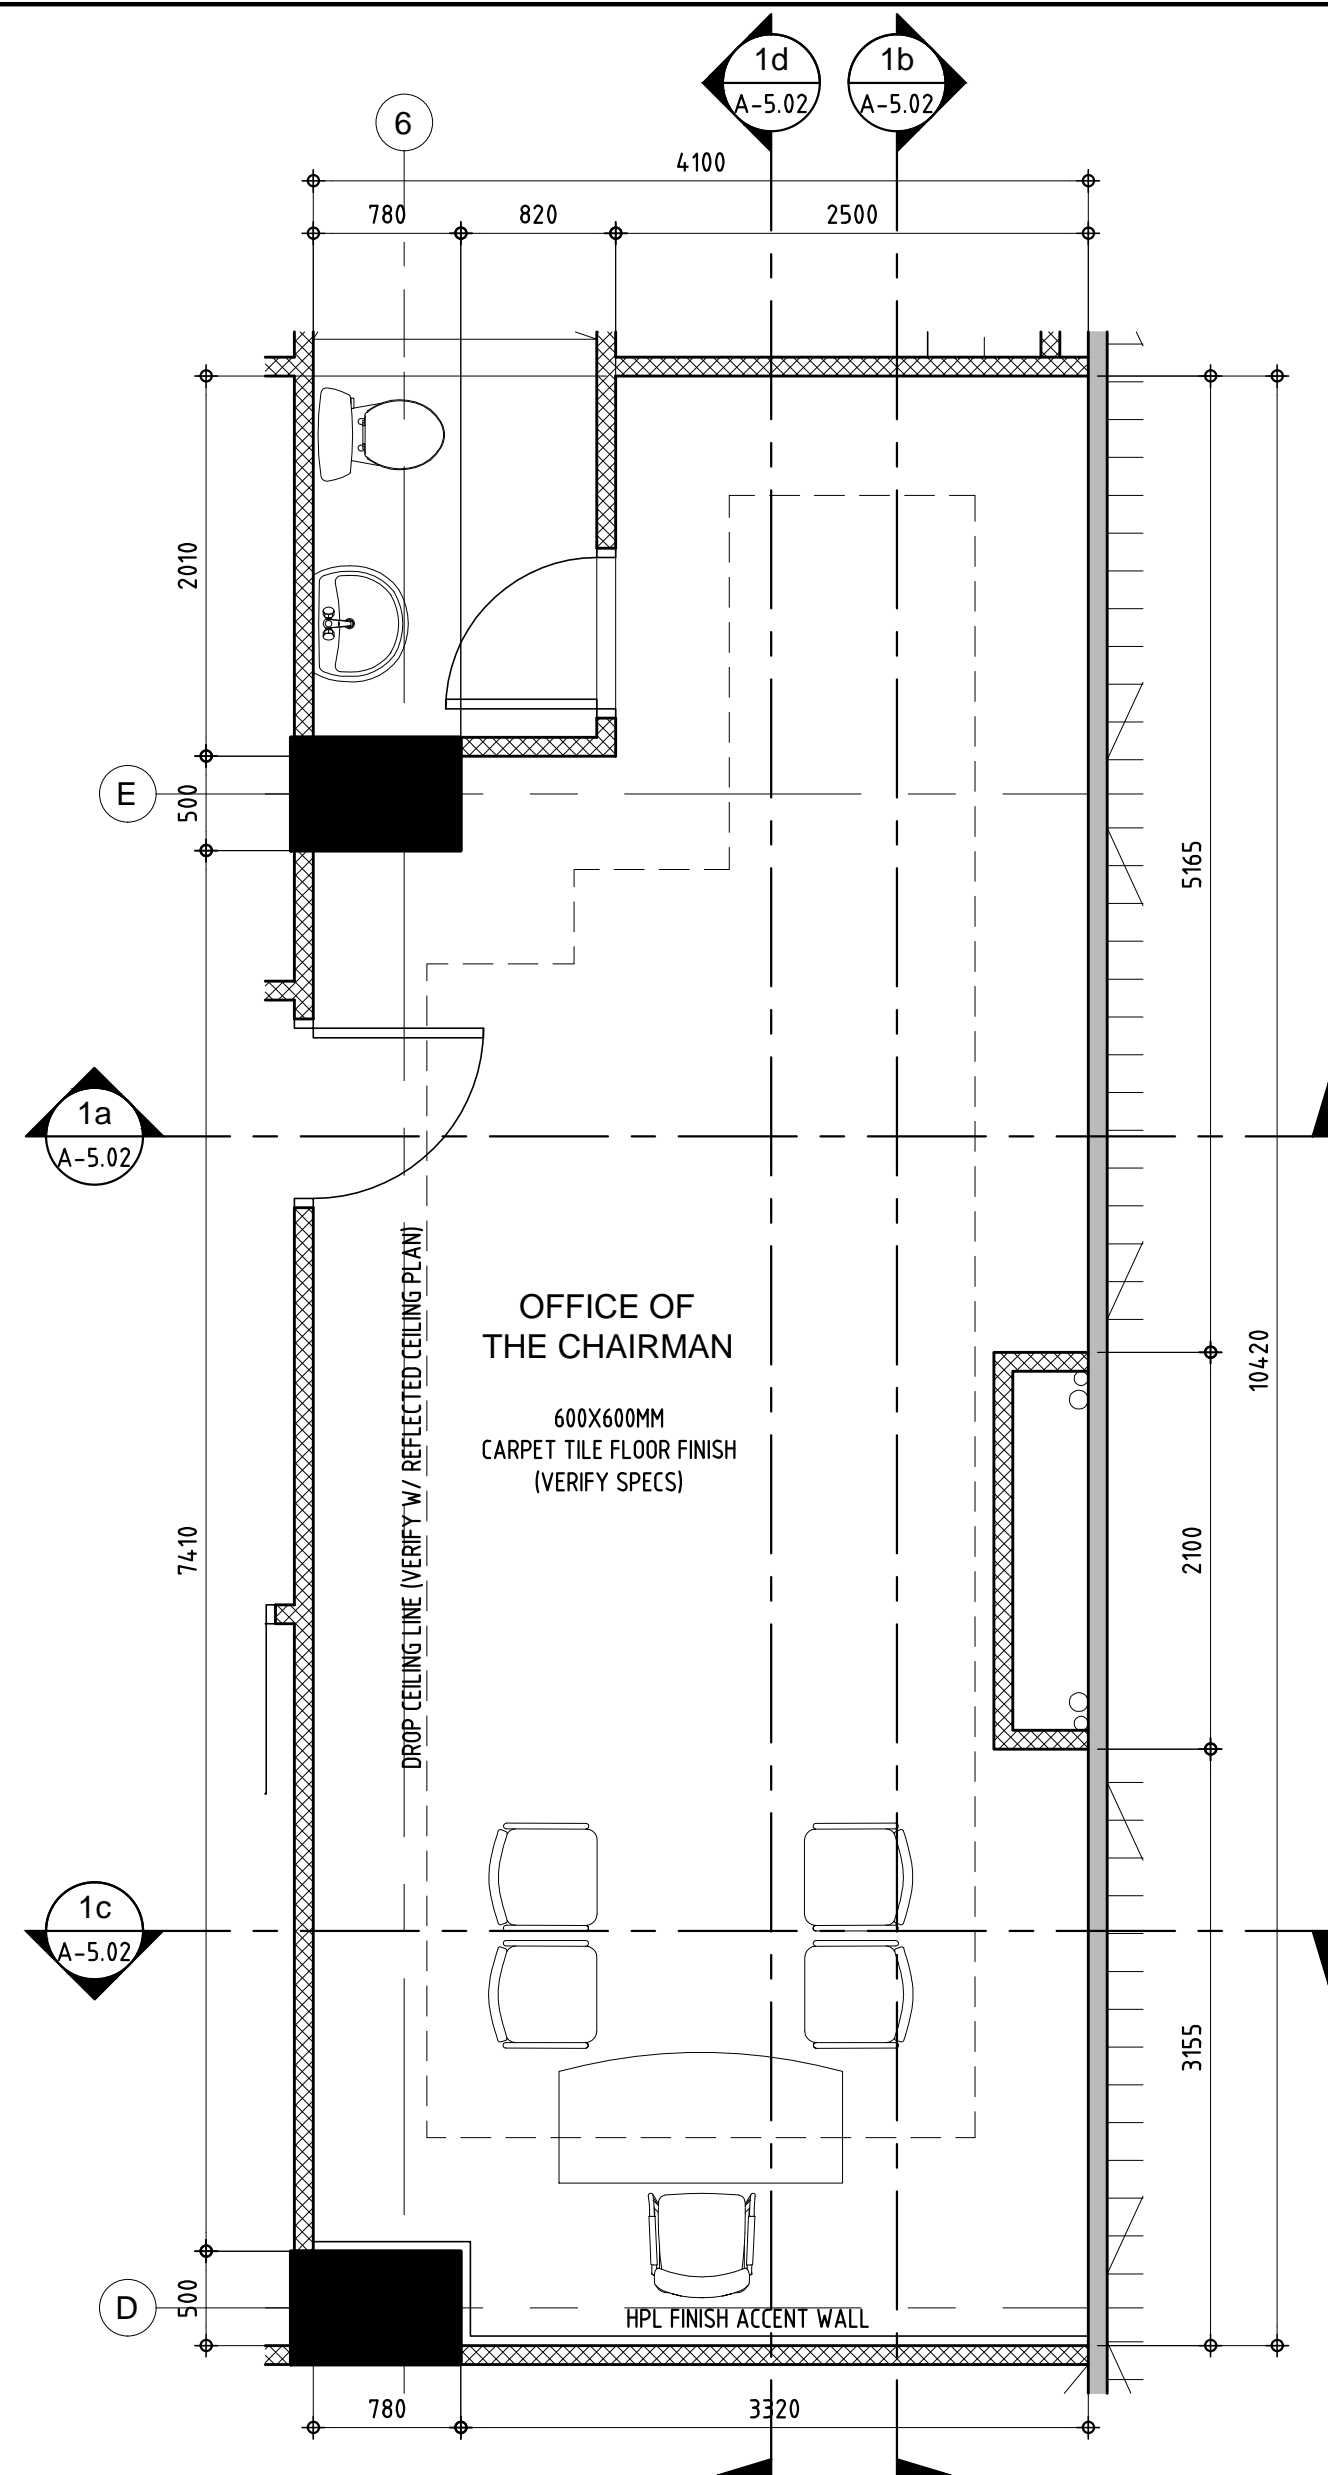 1d
A-5.02
1b
A-5.02
6
4100
780
820
2500
2010
E
500
5165
1a
A-5.02
DROP CEILING LINE (VERIFY W/ REFLECTED CEILING PLAN)
OFFICE OF
THE CHAIRMAN
600X600MM
CARPET TILE FLOOR FINISH
(VERIFY SPECS)
10420
7410
2100
1c
A-5.02
3155
D
500
HPL FINISH ACCENT WALL
780
3320